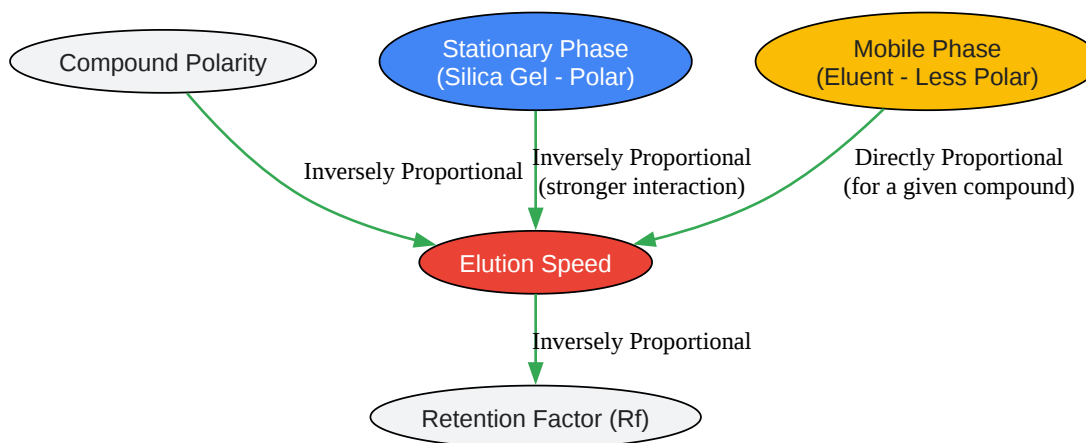 Compound Polarity
Stationary Phase
(Silica Gel - Polar)
Mobile Phase
(Eluent - Less Polar)
Inversely Proportional
Inversely Proportional
(stronger interaction)
Directly Proportional
(for a given compound)
Elution Speed
Inversely Proportional
Retention Factor (Rf)